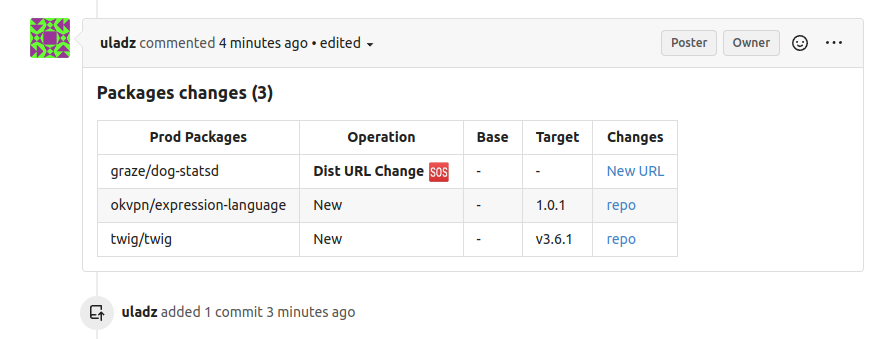 uladz commented 4 minutes ago • edited
Poster
Owner
Packages changes (3)
Prod Packages Operation Base Target Changes
graze/dog-statsd Dist URL Change SOS - - New URL
okvpn/expression-language New - 1.0.1 repo
twig/twig New - v3.6.1 repo
uladz added 1 commit 3 minutes ago